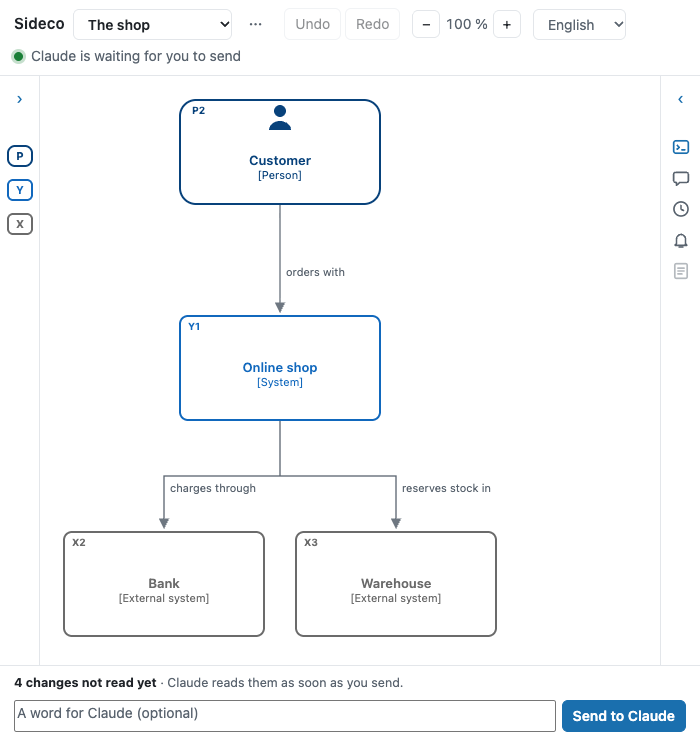 Sideco
The shop
···
Undo
Redo
−
100 %
+
English
Claude is waiting for you to send
›
‹
P
Y
X
P2
Customer
[Person]
orders with
Y1
Online shop
[System]
charges through
reserves stock in
X2
Bank
[External system]
X3
Warehouse
[External system]
4 changes not read yet · Claude reads them as soon as you send.
A word for Claude (optional)
Send to Claude